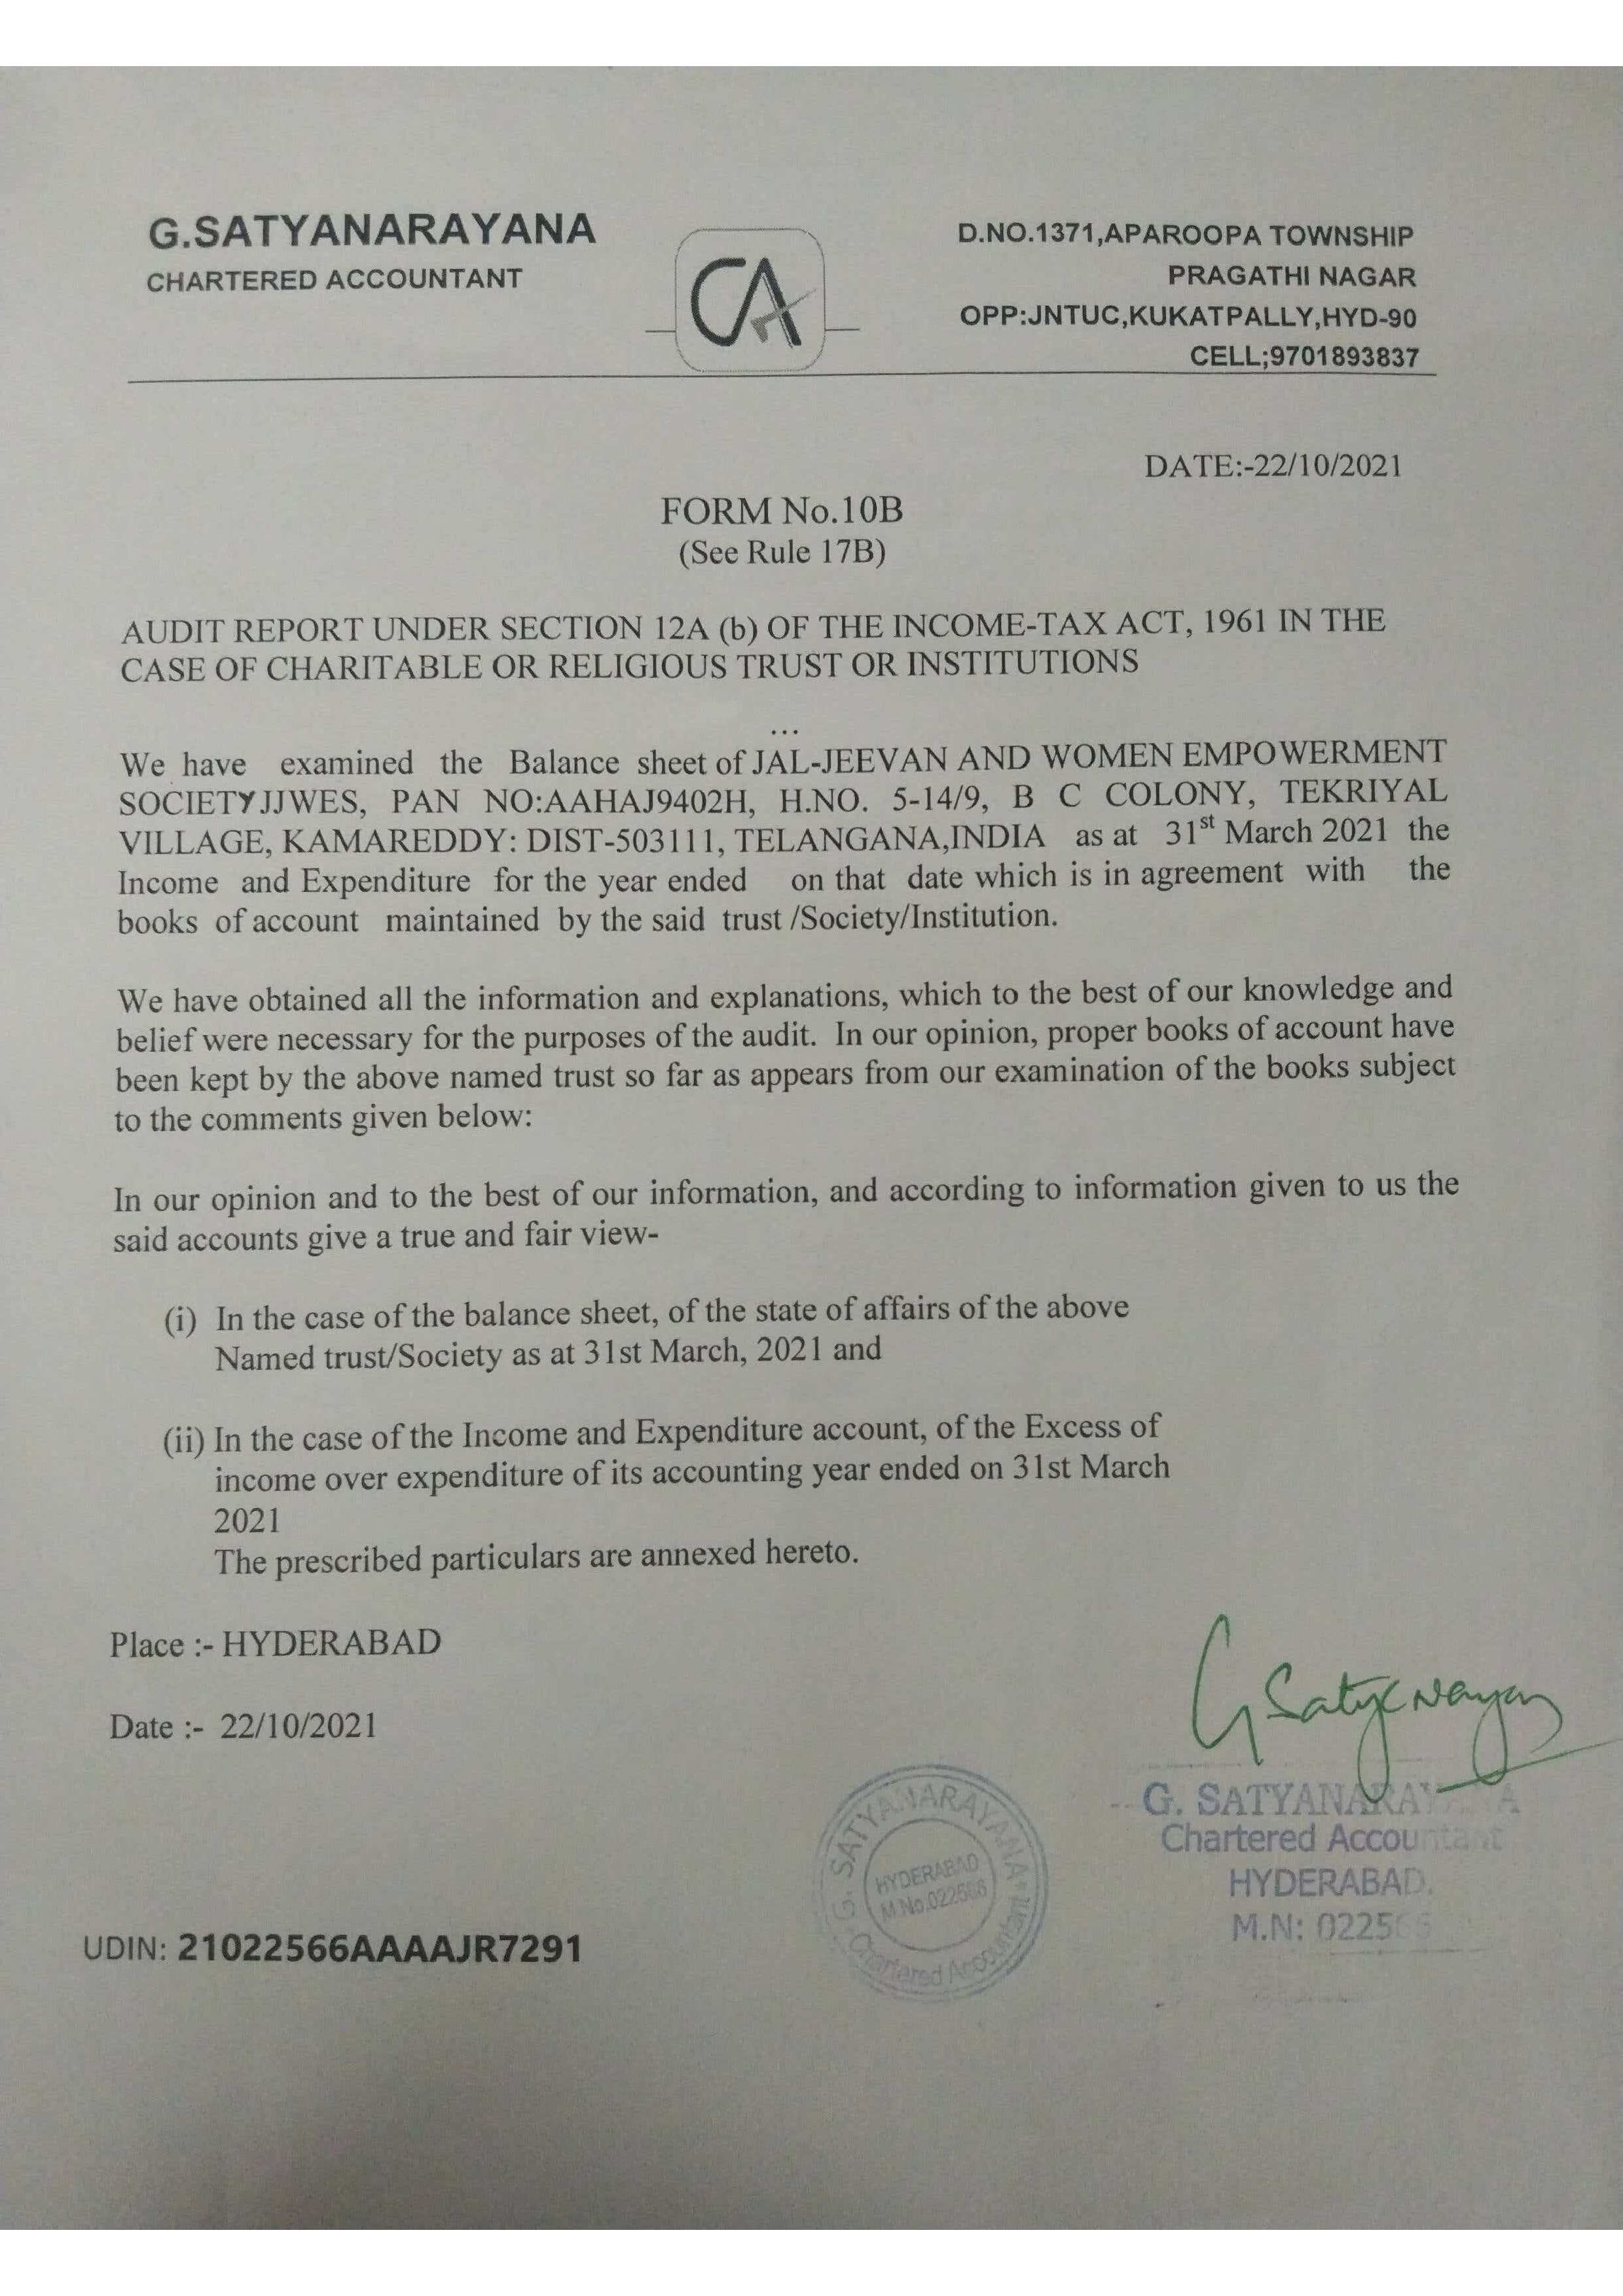 G.SATYANARAYANA
CHARTERED ACCOUNTANT
CA
D.NO.1371,APAROOPA TOWNSHIP
PRAGATHI NAGAR
OPP:JNTUC,KUKATPALLY,HYD-90
CELL;9701893837
DATE:-22/10/2021
FORM No.10B
(See Rule 17B)
AUDIT REPORT UNDER SECTION 12A (b) OF THE INCOME-TAX ACT, 1961 IN THE
CASE OF CHARITABLE OR RELIGIOUS TRUST OR INSTITUTIONS
...
We have examined the Balance sheet of JAL-JEEVAN AND WOMEN EMPOWERMENT
SOCIETY JJWES, PAN NO:AAHAJ9402H, H.NO. 5-14/9, B C COLONY, TEKRIYAL
VILLAGE, KAMAREDDY: DIST-503111, TELANGANA,INDIA as at 31st March 2021 the
Income and Expenditure for the year ended on that date which is in agreement with the
books of account maintained by the said trust /Society/Institution.
We have obtained all the information and explanations, which to the best of our knowledge and
belief were necessary for the purposes of the audit. In our opinion, proper books of account have
been kept by the above named trust so far as appears from our examination of the books subject
to the comments given below:
In our opinion and to the best of our information, and according to information given to us the
said accounts give a true and fair view-
(i) In the case of the balance sheet, of the state of affairs of the above
Named trust/Society as at 31st March, 2021 and
(ii) In the case of the Income and Expenditure account, of the Excess of
income over expenditure of its accounting year ended on 31st March
2021
The prescribed particulars are annexed hereto.
Place :- HYDERABAD
Date :- 22/10/2021
G. SATYANARAYANA
Chartered Accountant
HYDERABAD.
M.N: 022566
G. SATYANARAYANA
HYDERABAD
M No.022566
Chartered Accountant
UDIN: 21022566AAAAJR7291